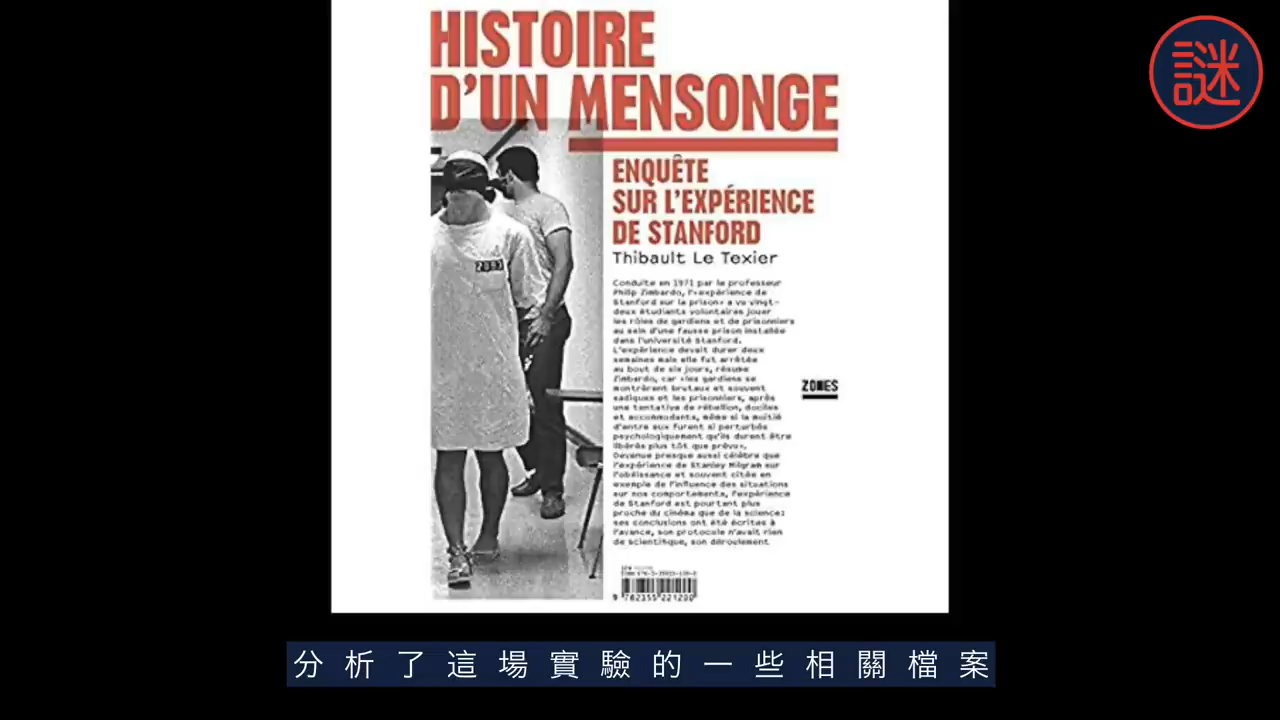 HISTOIRE
D'UN MENSONGE
謎
ENQUÊTE
SUR L'EXPÉRIENCE
DE STANFORD
Thibault Le Texier
2093
Conduite en 1971 par le professeur
Philip Zimbardo, l'«expérience de
Stanford sur la prison» a vu vingt-
deux étudiants volontaires jouer
les rôles de gardiens et de prisonniers
au sein d'une fausse prison installée
dans l'université Stanford.
L'expérience devait durer deux
semaines mais elle fut arrêtée
au bout de six jours, résume
Zimbardo, car «les gardiens se
montrèrent brutaux et souvent
sadiques et les prisonniers, après
une tentative de rébellion, dociles
et accommodants, même si la moitié
d'entre eux furent si perturbés
psychologiquement qu'ils durent être
libérés plus tôt que prévu».
Devenue presque aussi célèbre que
l'expérience de Stanley Milgram sur
l'obéissance et souvent citée en
exemple de l'influence des situations
sur nos comportements, l'expérience
de Stanford est pourtant plus
proche du cinéma que de la science:
ses conclusions ont été écrites à
l'avance, son protocole n'avait rien
de scientifique, son déroulement
ZONES
9 782355 221200
分析了這場實驗的一些相關檔案